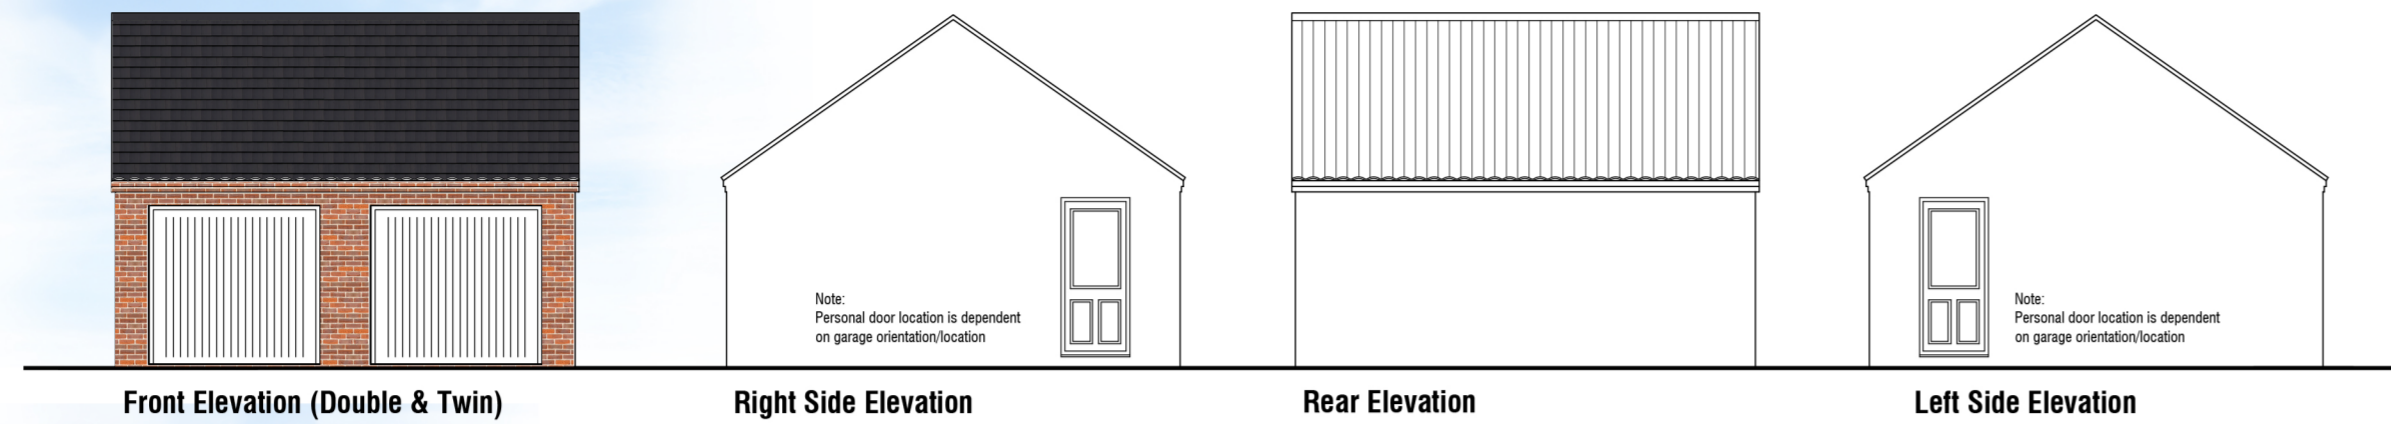 Note:
Personal door location is dependent
on garage orientation/location
Note:
Personal door location is dependent
on garage orientation/location
Front Elevation (Double & Twin)
Right Side Elevation
Rear Elevation
Left Side Elevation